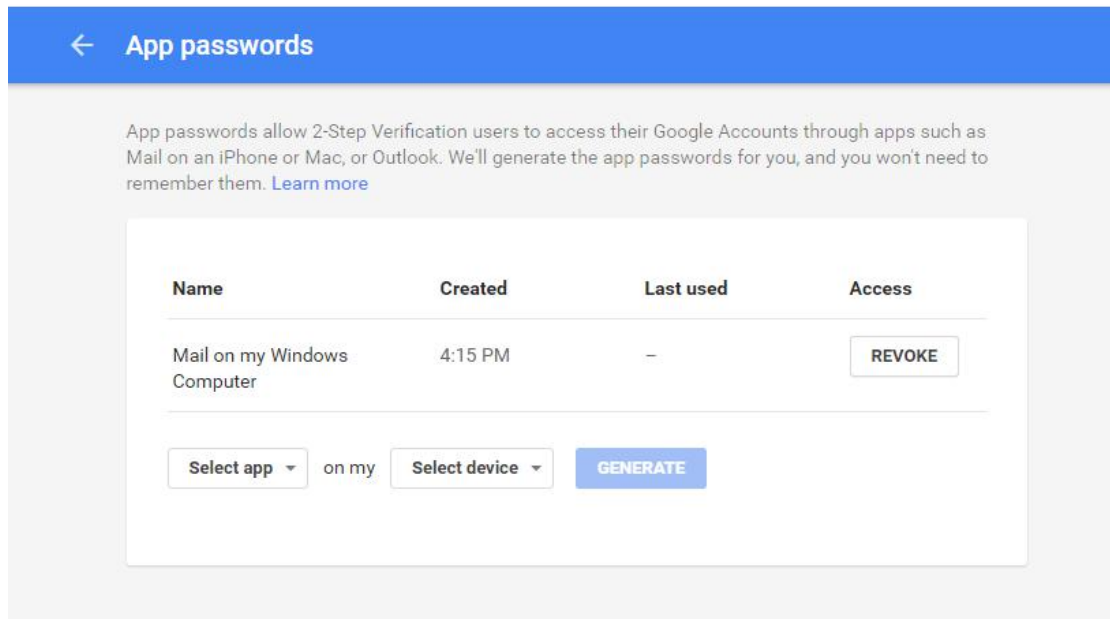 App passwords
App passwords allow 2-Step Verification users to access their Google Accounts through apps such as
Mail on an iPhone or Mac, or Outlook. We'll generate the app passwords for you, and you won't need to
remember them. Learn more
Name Created Last used Access
Mail on my Windows 4:15 PM – REVOKE
Computer
Select app on my Select device GENERATE